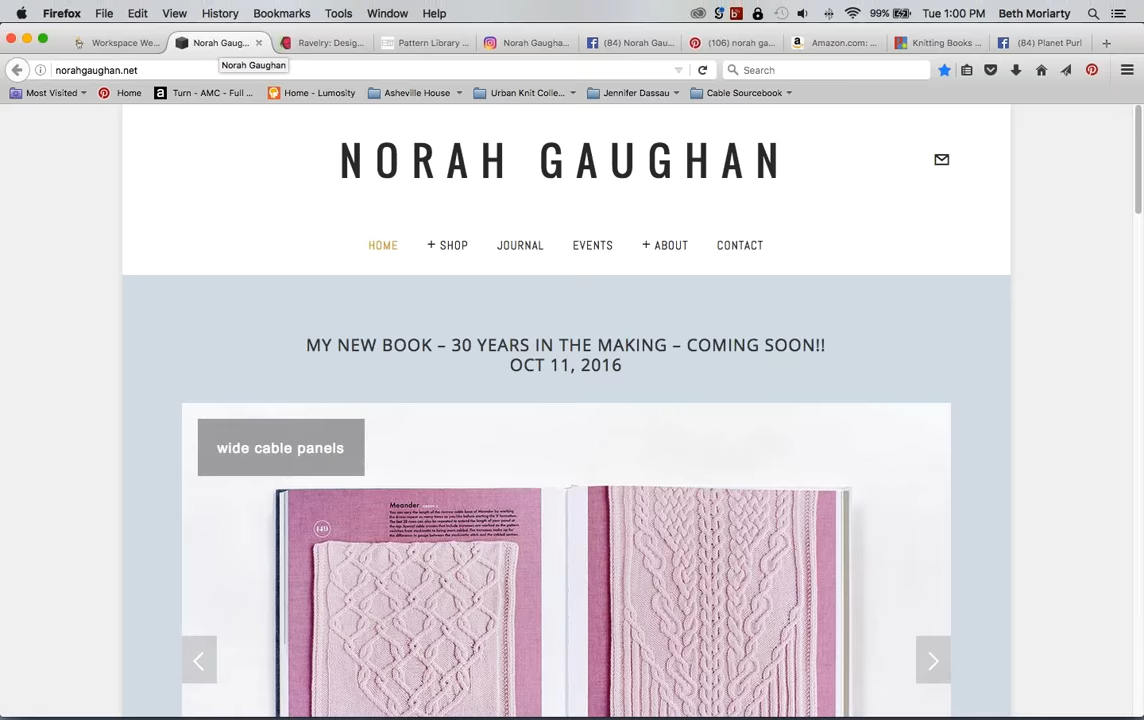 Firefox File Edit View History Bookmarks Tools Window Help 99% Tue 1:00 PM Beth Moriarty
Workspace We... Norah Gaug... Ravelry: Desig... Pattern Library ... Norah Gaugha... (84) Norah Gau... (106) norah ga... Amazon.com: ... Knitting Books ... (84) Planet Purl
Norah Gaughan
norahgaughan.net Search
Most Visited Home Turn - AMC - Full ... Home - Lumosity Asheville House Urban Knit Colle... Jennifer Dassau Cable Sourcebook
NORAH GAUGHAN
HOME + SHOP JOURNAL EVENTS + ABOUT CONTACT
MY NEW BOOK – 30 YEARS IN THE MAKING – COMING SOON!!
OCT 11, 2016
wide cable panels
Meander
149